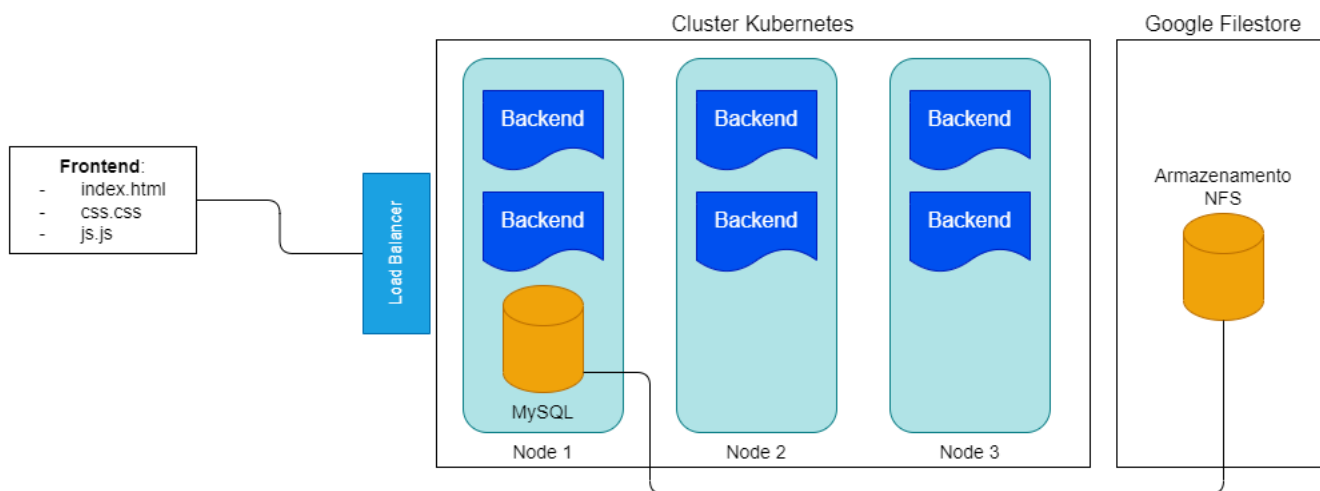 Cluster Kubernetes
Google Filestore
Frontend:
- index.html
- css.css
- js.js
Load Balancer
Backend
Backend
MySQL
Node 1
Backend
Backend
Node 2
Backend
Backend
Node 3
Armazenamento
NFS